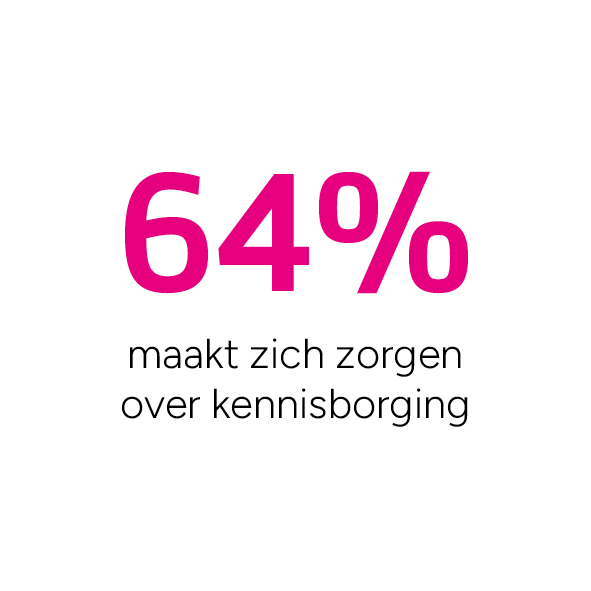 64%
maakt zich zorgen
over kennisborging